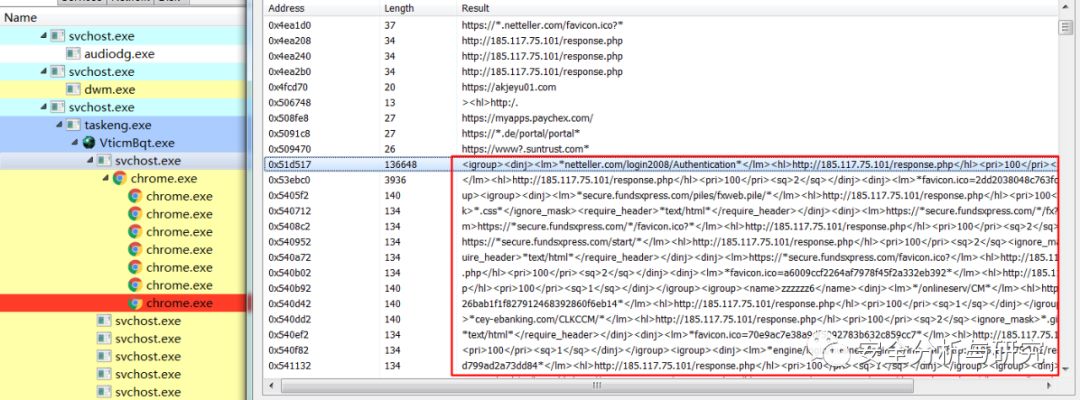 Name
svchost.exe
audiodg.exe
svchost.exe
dwm.exe
svchost.exe
taskeng.exe
VticmBqt.exe
svchost.exe
chrome.exe
chrome.exe
chrome.exe
chrome.exe
chrome.exe
chrome.exe
chrome.exe
svchost.exe
svchost.exe
svchost.exe
svchost.exe
svchost.exe
Address Length Result
0x4ea1d0 37 https://*.netteller.com/favicon.ico?*
0x4ea208 34 http://185.117.75.101/response.php
0x4ea240 34 http://185.117.75.101/response.php
0x4ea2b0 34 http://185.117.75.101/response.php
0x4fcd70 20 https://akjeyu01.com
0x506748 13 ><hl>http:/.
0x508fe8 27 https://myapps.paychex.com/
0x5091c8 27 https://*.de/portal/portal*
0x509470 26 https://www?.suntrust.com*
0x51d517 136648 <igroup><dinj><lm>*netteller.com/login2008/Authentication*</lm><hl>http://185.117.75.101/response.php</hl><pri>100</pri><
0x53ebc0 3936 </lm><hl>http://185.117.75.101/response.php</hl><pri>100</pri><sq>2</sq></dinj><dinj><lm>*favicon.ico=2dd2038048c763fc
0x5405f2 140 up><igroup><dinj><lm>*secure.fundsxpress.com/piles/fxweb.pile/*</lm><hl>http://185.117.75.101/response.php</hl><pri>100<
0x540712 134 k>*.css*</ignore_mask><require_header>*text/html*</require_header></dinj><dinj><lm>https://*secure.fundsxpress.com/*/fx?
0x5408c2 134 m>https://*secure.fundsxpress.com/*/favicon.ico?*</lm><hl>http://185.117.75.101/response.php</hl><pri>100</pri><sq>2</sq>
0x540952 134 https://*secure.fundsxpress.com/start/*</lm><hl>http://185.117.75.101/response.php</hl><pri>100</pri><sq>2</sq><ignore_ma
0x540a72 134 uire_header>*text/html*</require_header></dinj><dinj><lm>https://*secure.fundsxpress.com/favicon.ico?*</lm><hl>http://185
0x540b02 134 .php</hl><pri>100</pri><sq>2</sq></dinj><dinj><lm>*favicon.ico=a6009ccf2264af7978f45f2a332eb392*</lm><hl>http://185.11
0x540b92 140 p</hl><pri>100</pri><sq>1</sq></dinj></igroup><igroup><name>zzzzzz6</name><dinj><lm>*/onlineserv/CM*</lm><hl>htt
0x540d42 140 26bab1f1f827912468392860f6eb14*</lm><hl>http://185.117.75.101/response.php</hl><pri>100</pri><sq>1</sq></dinj></igroup
0x540dd2 140 >*cey-ebanking.com/CLKCCM/*</lm><hl>http://185.117.75.101/response.php</hl><pri>100</pri><sq>2</sq><ignore_mask>*.gi
0x540ef2 134 *text/html*</require_header></dinj><dinj><lm>*favicon.ico=70e9ac7e38a9 92783b632c859cc7*</lm><hl>http://185.117.75.1
0x540f82 134 <pri>100</pri><sq>1</sq></dinj></igroup><igroup><dinj><lm>*engine/
0x541132 134 d799ad2a73dd84*</lm><hl>http://185.117.75.101/response.php</hl><pri>100</pri><sq>1</sq></dinj></igroup><igroup><dinj>
安全分析与研究